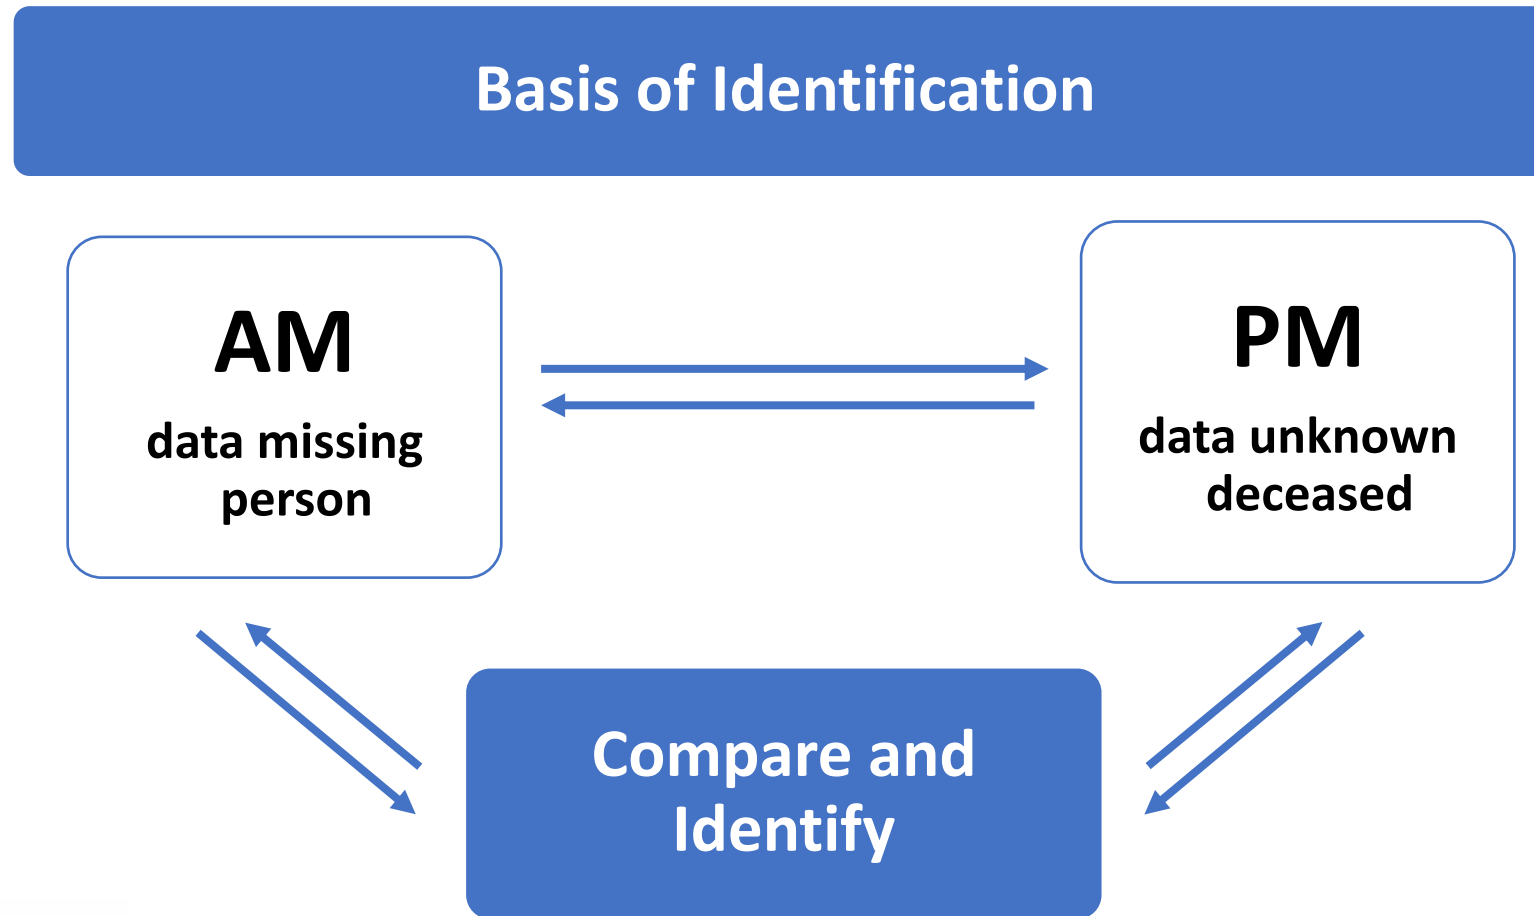 Basis of Identification
AM
data missing
person
PM
data unknown
deceased
Compare and
Identify